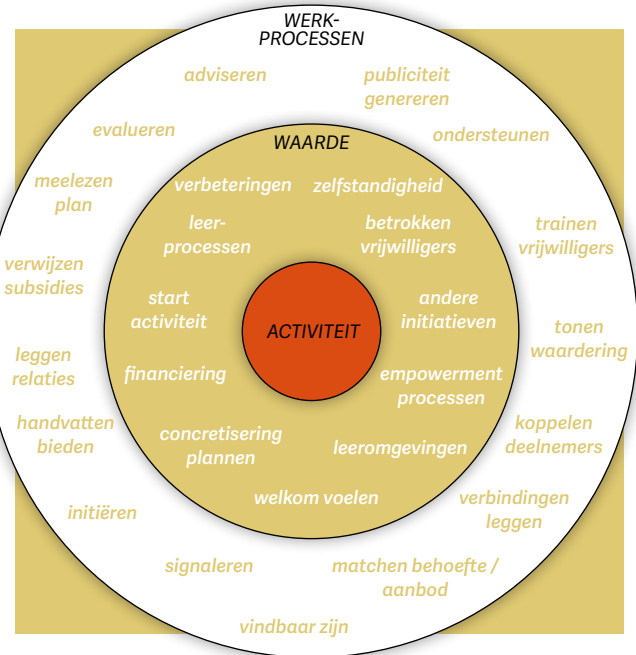 WERK-
PROCESSEN
adviseren
publiciteit
genereren
evalueren
ondersteunen
meelezen
plan
trainen
vrijwilligers
verwijzen
subsidies
tonen
waardering
leggen
relaties
handvatten
bieden
koppelen
deelnemers
initiëren
verbindingen
leggen
signaleren
matchen behoefte /
aanbod
vindbaar zijn
WAARDE
verbeteringen
zelfstandigheid
leer-
processen
betrokken
vrijwilligers
start
activiteit
andere
initiatieven
financiering
empowerment
processen
concretisering
plannen
leeromgevingen
welkom voelen
ACTIVITEIT